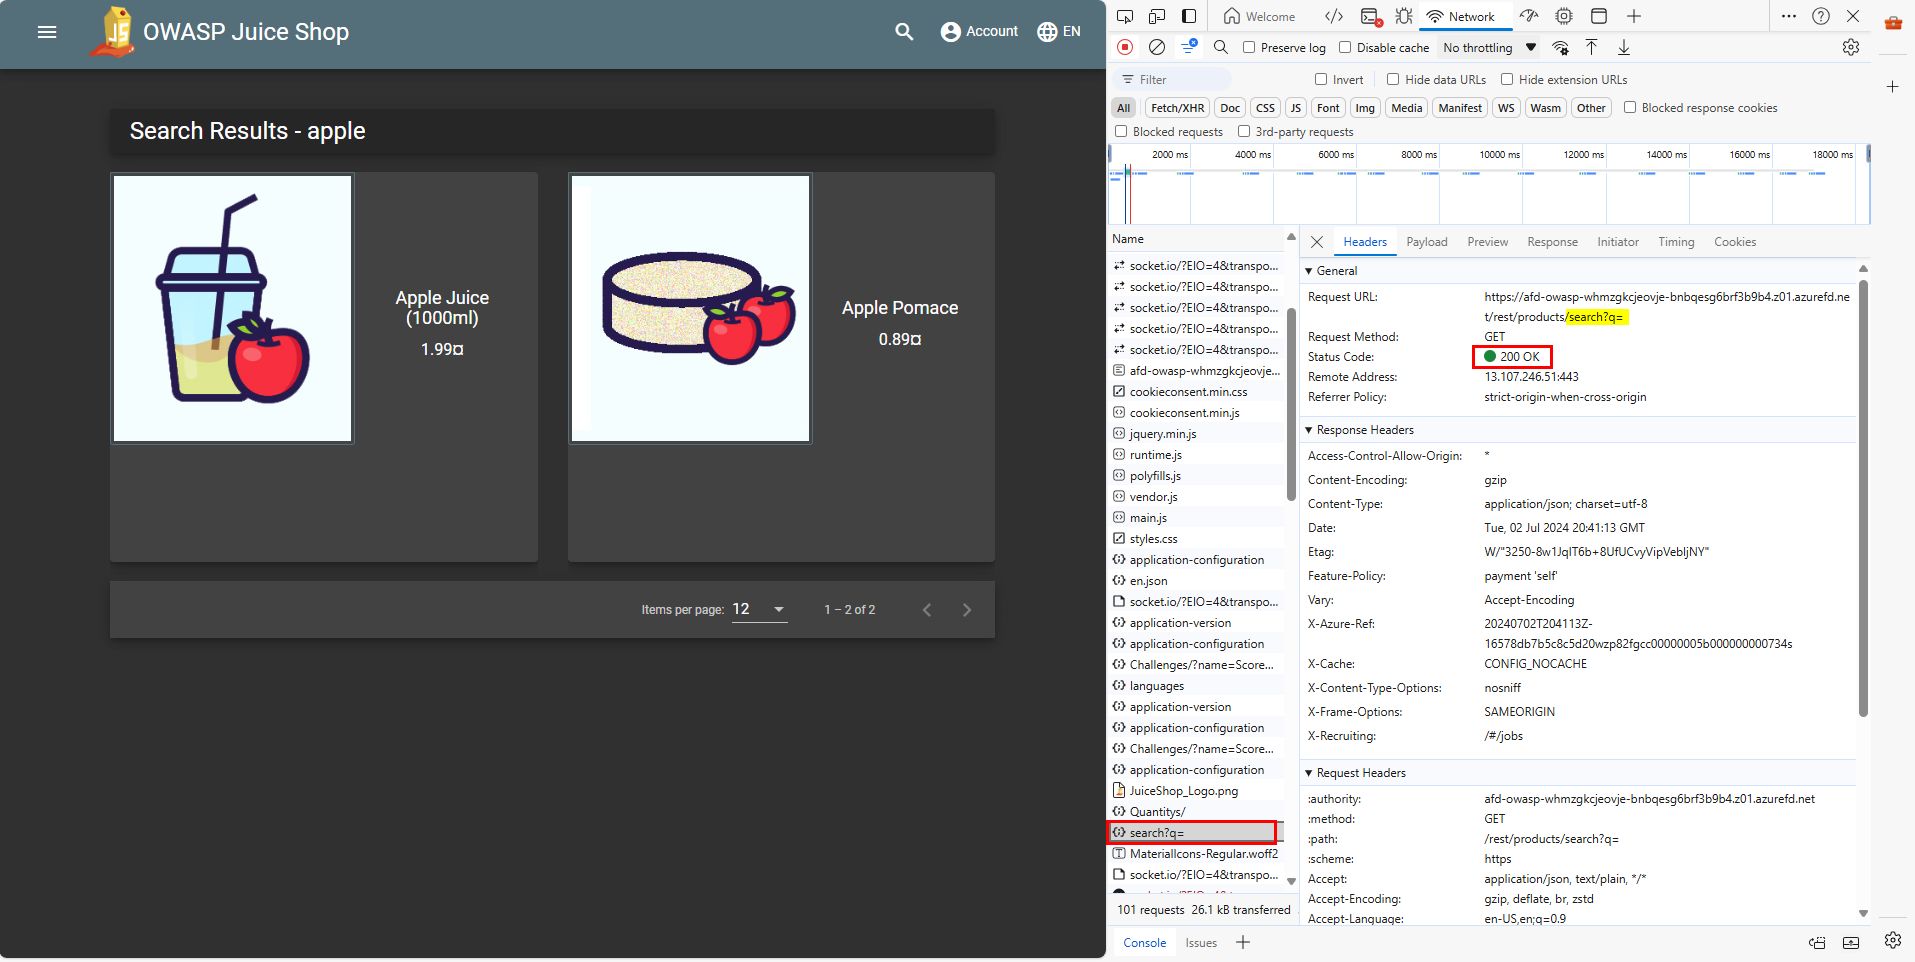 OWASP Juice Shop
Account
EN
Search Results - apple
Apple Juice
(1000ml)
1.99¤
Apple Pomace
0.89¤
Items per page: 12
1 – 2 of 2
Welcome
Network
Preserve log
Disable cache
No throttling
Filter
Invert
Hide data URLs
Hide extension URLs
All
Fetch/XHR
Doc
CSS
JS
Font
Img
Media
Manifest
WS
Wasm
Other
Blocked response cookies
Blocked requests
3rd-party requests
2000 ms
4000 ms
6000 ms
8000 ms
10000 ms
12000 ms
14000 ms
16000 ms
18000 ms
Name
socket.io/?EIO=4&transpo...
socket.io/?EIO=4&transpo...
socket.io/?EIO=4&transpo...
socket.io/?EIO=4&transpo...
socket.io/?EIO=4&transpo...
afd-owasp-whmzgkcjeovje...
cookieconsent.min.css
cookieconsent.min.js
jquery.min.js
runtime.js
polyfills.js
vendor.js
main.js
styles.css
application-configuration
en.json
socket.io/?EIO=4&transpo...
application-version
application-configuration
Challenges/?name=Score...
languages
application-version
application-configuration
Challenges/?name=Score...
application-configuration
JuiceShop_Logo.png
Quantitys/
search?q=
MaterialIcons-Regular.woff2
socket.io/?EIO=4&transpo...
101 requests
26.1 kB transferred
Headers
Payload
Preview
Response
Initiator
Timing
Cookies
General
Request URL:
https://afd-owasp-whmzgkcjeovje-bnbqesg6brf3b9b4.z01.azurefd.ne
t/rest/products/search?q=
Request Method:
GET
Status Code:
200 OK
Remote Address:
13.107.246.51:443
Referrer Policy:
strict-origin-when-cross-origin
Response Headers
Access-Control-Allow-Origin:
*
Content-Encoding:
gzip
Content-Type:
application/json; charset=utf-8
Date:
Tue, 02 Jul 2024 20:41:13 GMT
Etag:
W/"3250-8w1JqIT6b+8UfUCvyVipVebIjNY"
Feature-Policy:
payment 'self'
Vary:
Accept-Encoding
X-Azure-Ref:
20240702T204113Z-
16578db7b5c8c5d20wzp82fgcc00000005b000000000734s
X-Cache:
CONFIG_NOCACHE
X-Content-Type-Options:
nosniff
X-Frame-Options:
SAMEORIGIN
X-Recruiting:
/#/jobs
Request Headers
:authority:
afd-owasp-whmzgkcjeovje-bnbqesg6brf3b9b4.z01.azurefd.net
:method:
GET
:path:
/rest/products/search?q=
:scheme:
https
Accept:
application/json, text/plain, */*
Accept-Encoding:
gzip, deflate, br, zstd
Accept-Language:
en-US,en;q=0.9
Console
Issues